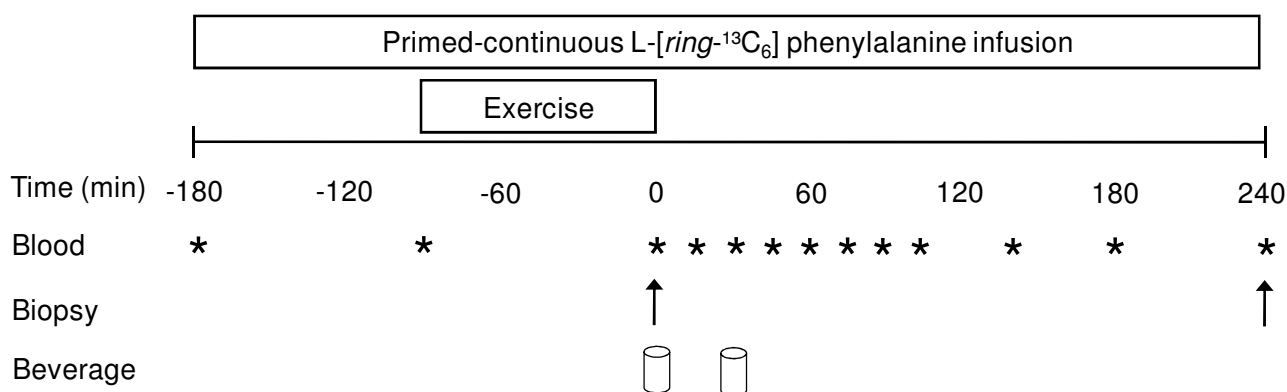 Primed-continuous L-[ring-¹³C₆] phenylalanine infusion
Exercise
Time (min) -180 -120 -60 0 60 120 180 240
Blood * * * * * * * * * * * * *
Biopsy
Beverage